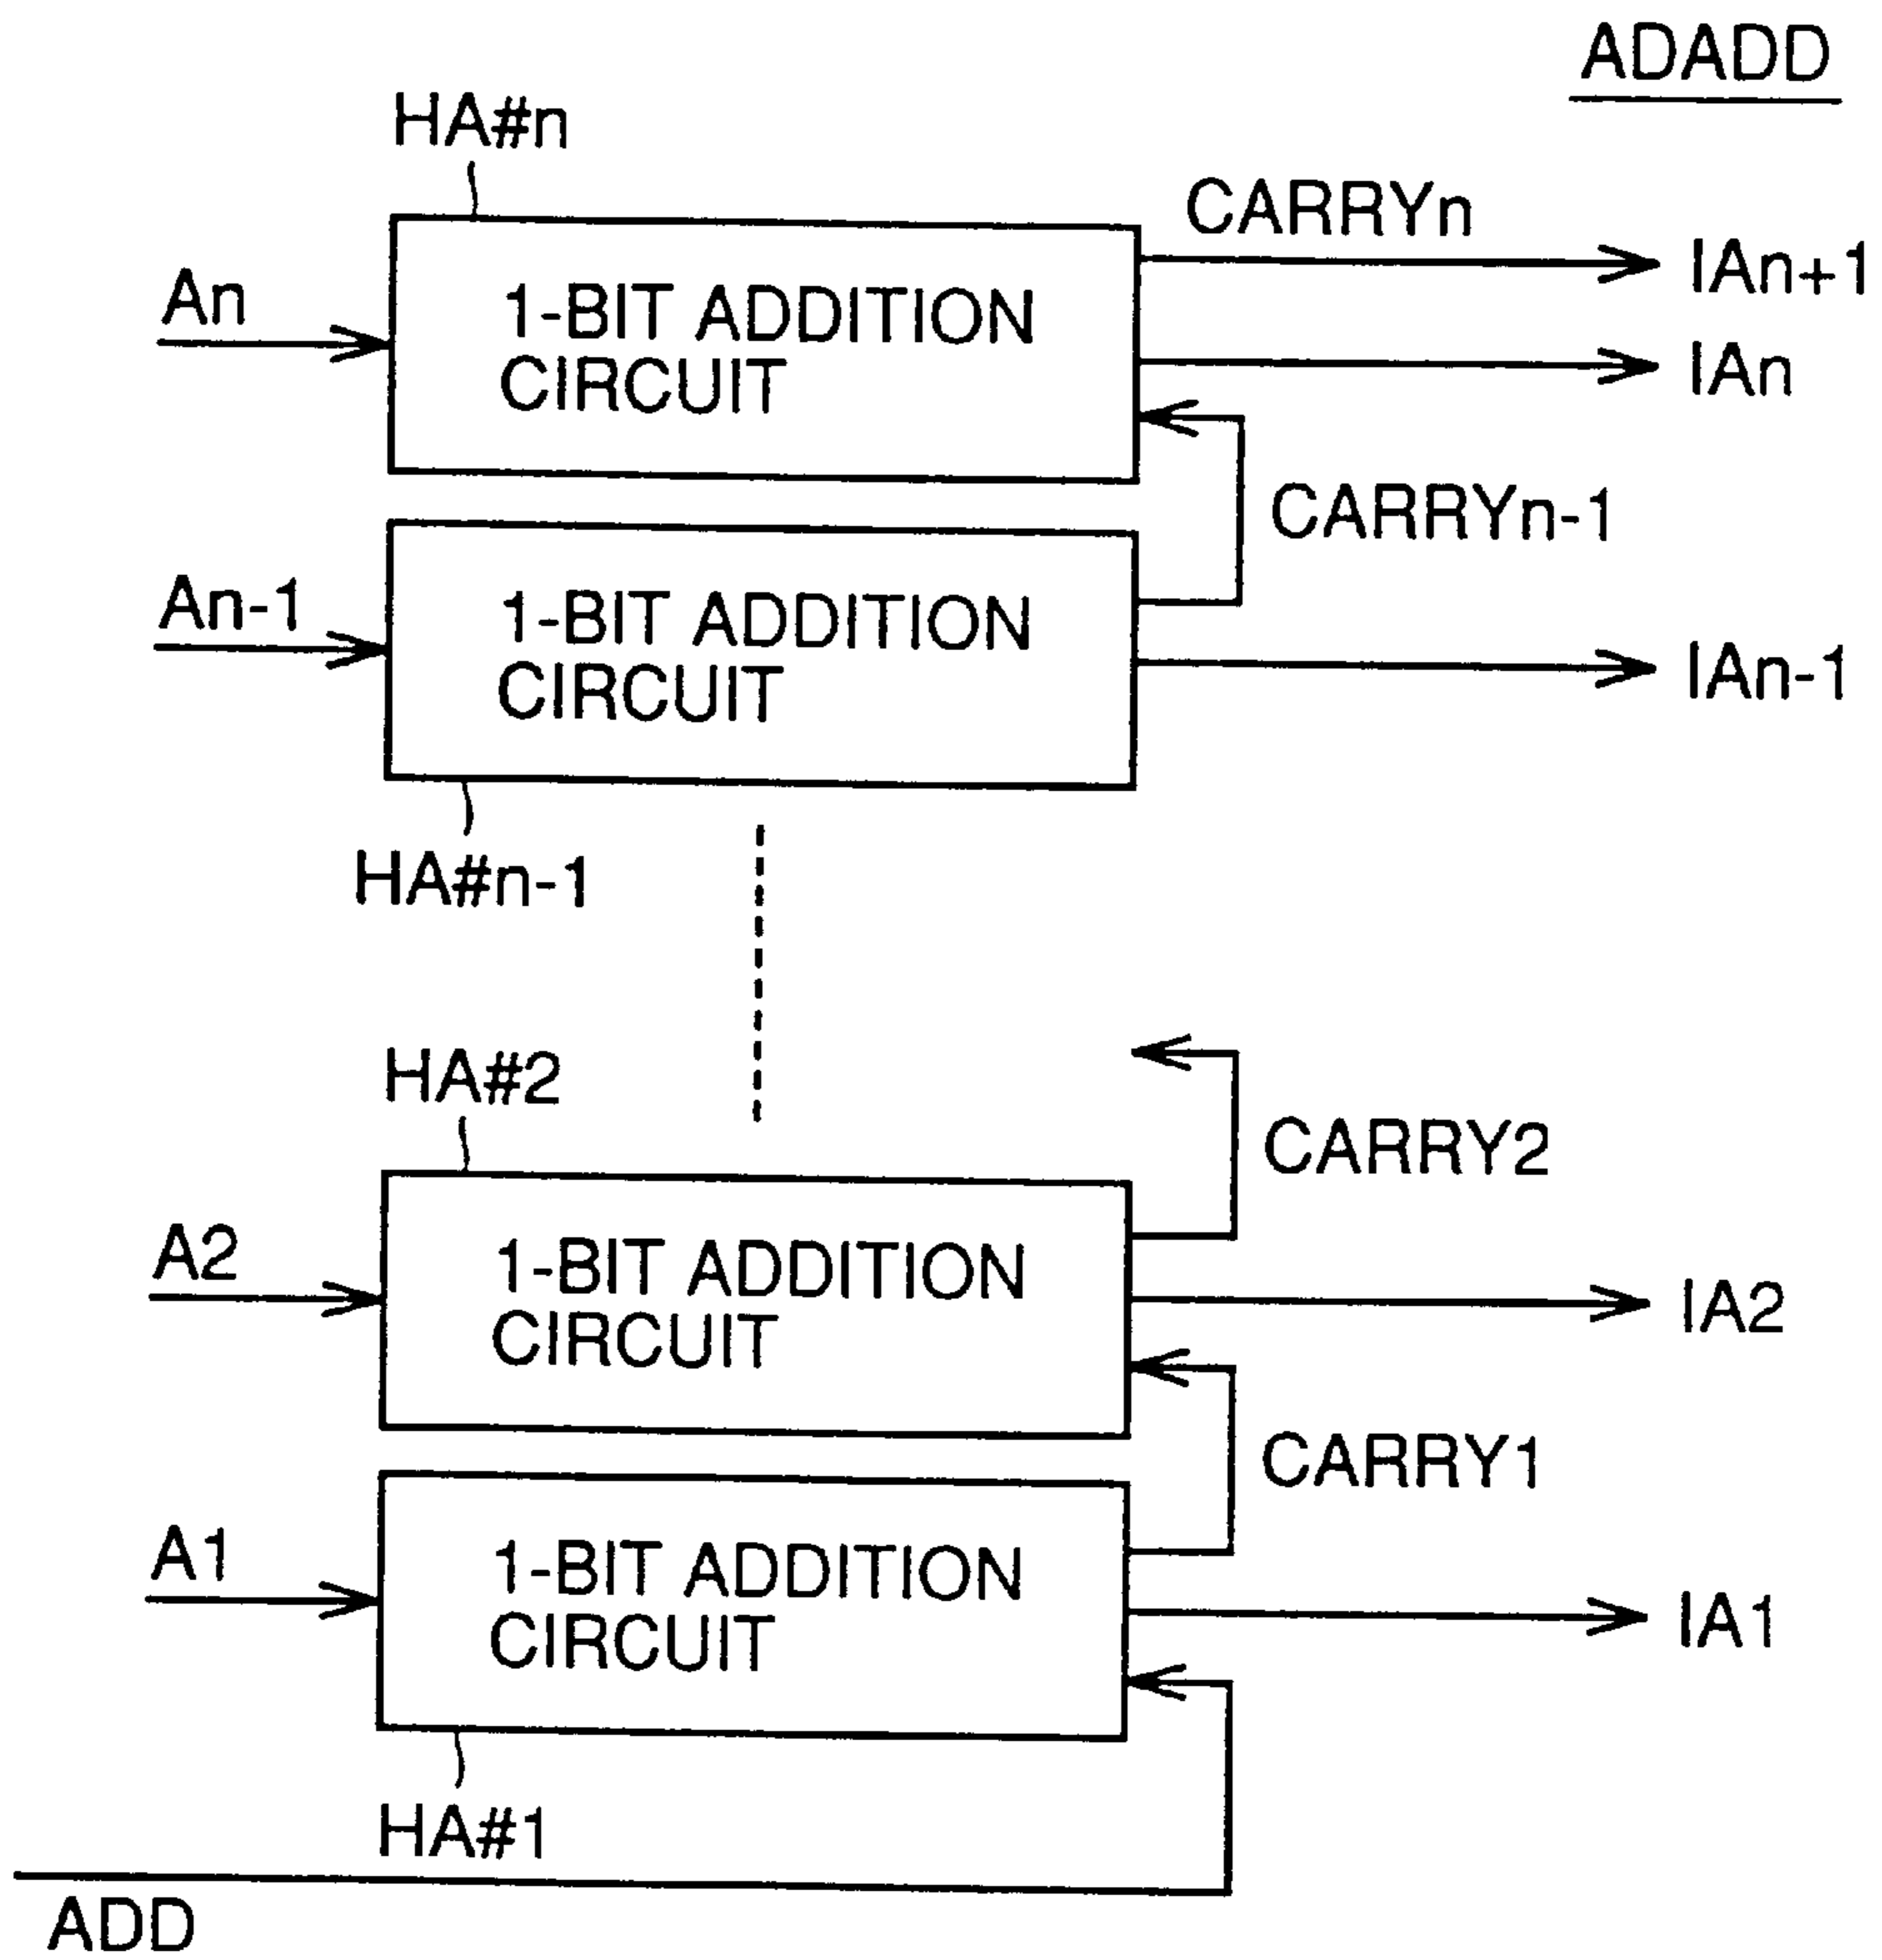 ADADD
HA#n
CARRYn
IAn+1
An
1-BIT ADDITION
CIRCUIT
IAn
CARRYn-1
An-1
1-BIT ADDITION
CIRCUIT
IAn-1
HA#n-1
HA#2
CARRY2
A2
1-BIT ADDITION
CIRCUIT
IA2
CARRY1
A1
1-BIT ADDITION
CIRCUIT
IA1
HA#1
ADD